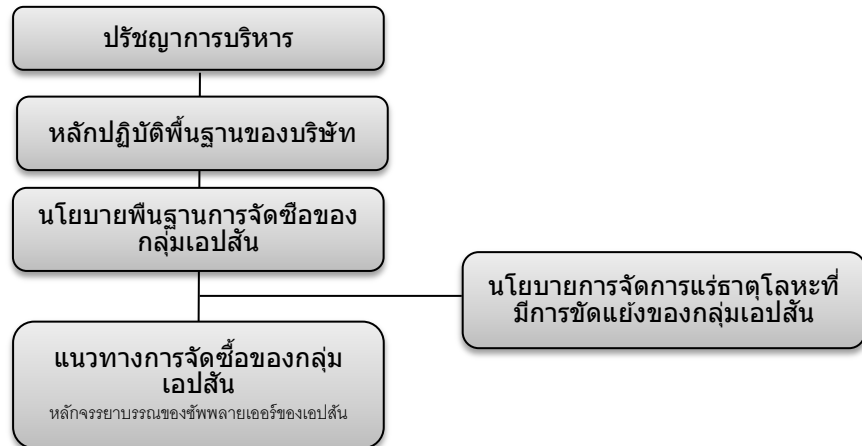 ปรัชญาการบริหาร
หลักปฏิบัติพื้นฐานของบริษัท
นโยบายพืนฐานการจัดซือของ
กลุ่มเอปสัน
นโยบายการจัดการแร่ธาตุโลหะที่
มีการขัดแย้งของกลุ่มเอปสัน
แนวทางการจัดซื้อของกลุ่ม
เอปสัน
หลักจรรยาบรรณของซัพพลายเออร์ของเอปสัน